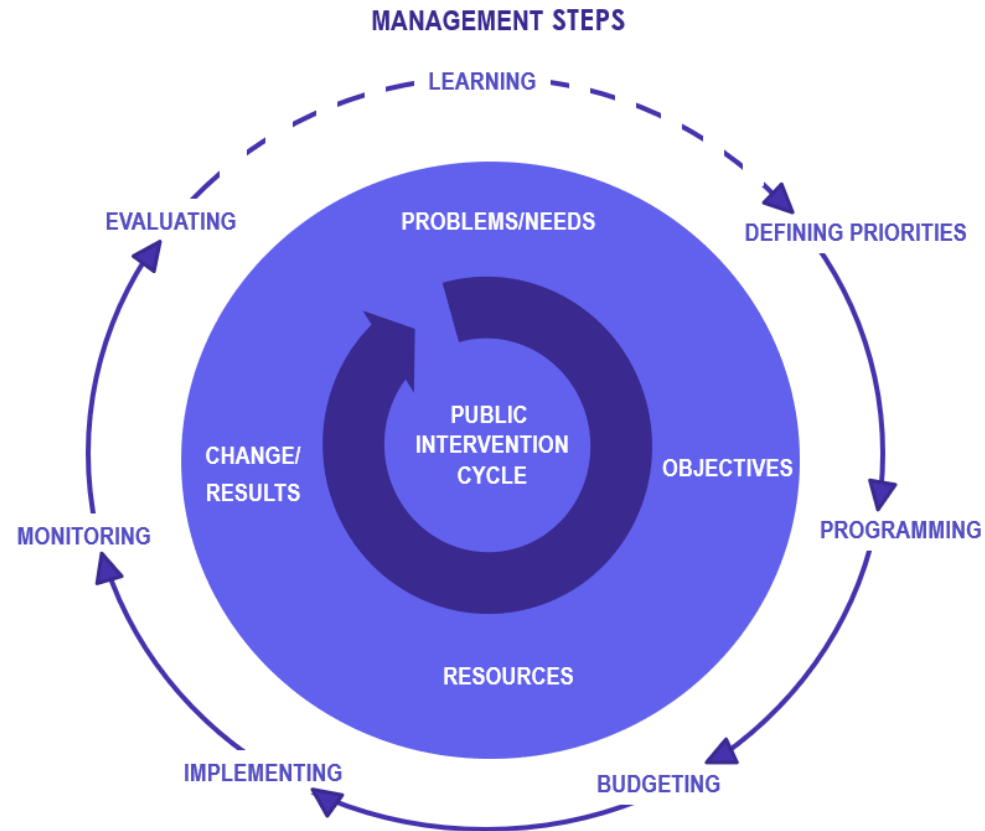 MANAGEMENT STEPS
LEARNING
DEFINING PRIORITIES
PROGRAMMING
BUDGETING
IMPLEMENTING
MONITORING
EVALUATING
PROBLEMS/NEEDS
OBJECTIVES
RESOURCES
CHANGE/
RESULTS
PUBLIC
INTERVENTION
CYCLE